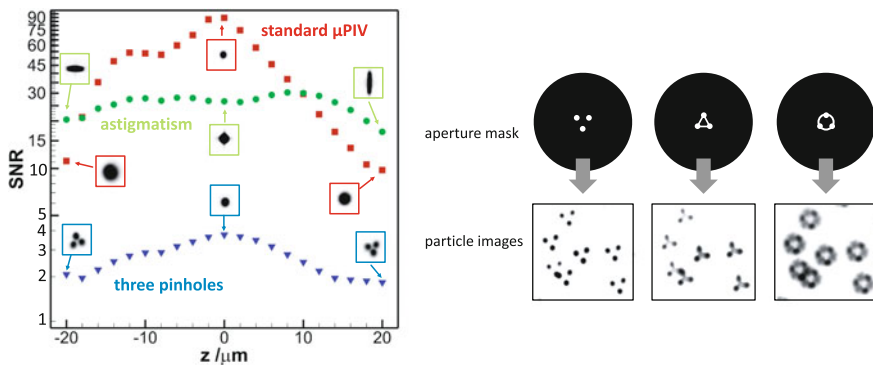 90
75
60
45
30
15
10
5
4
3
2
1
SNR
standard µPIV
astigmatism
three pinholes
-20
-10
0
10
20
z /µm
aperture mask
particle images